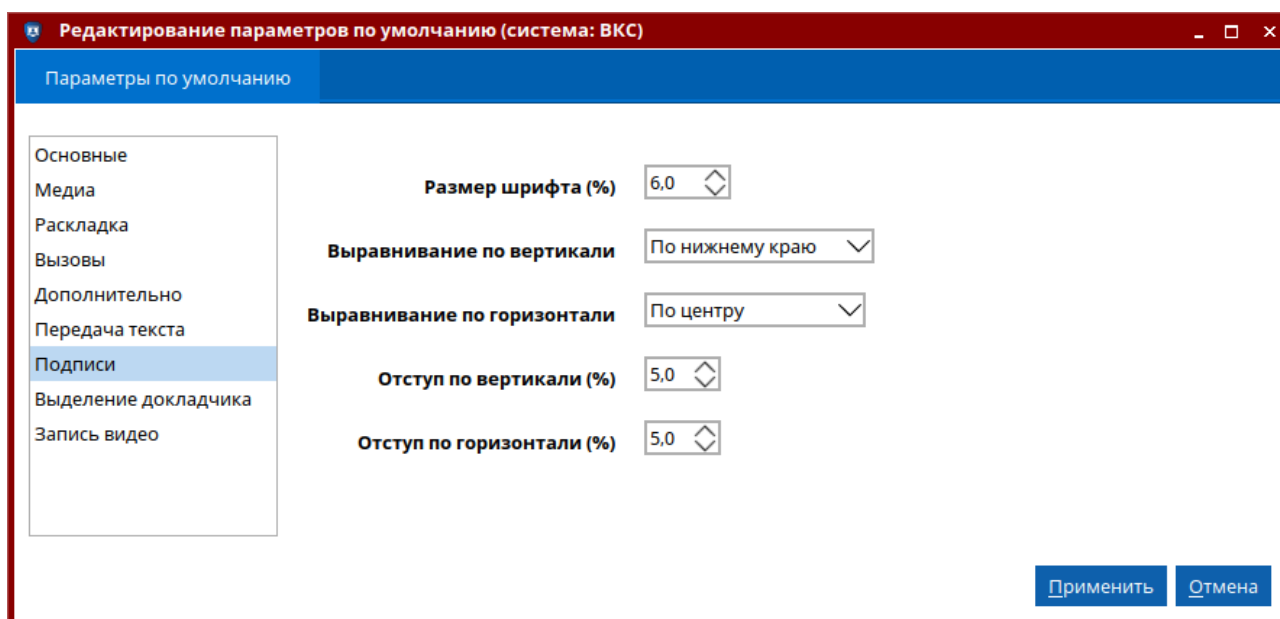 Редактирование параметров по умолчанию (система: ВКС)
Параметры по умолчанию
Основные
Медиа
Раскладка
Вызовы
Дополнительно
Передача текста
Подписи
Выделение докладчика
Запись видео
Размер шрифта (%) 6,0
Выравнивание по вертикали По нижнему краю
Выравнивание по горизонтали По центру
Отступ по вертикали (%) 5,0
Отступ по горизонтали (%) 5,0
Применить Отмена